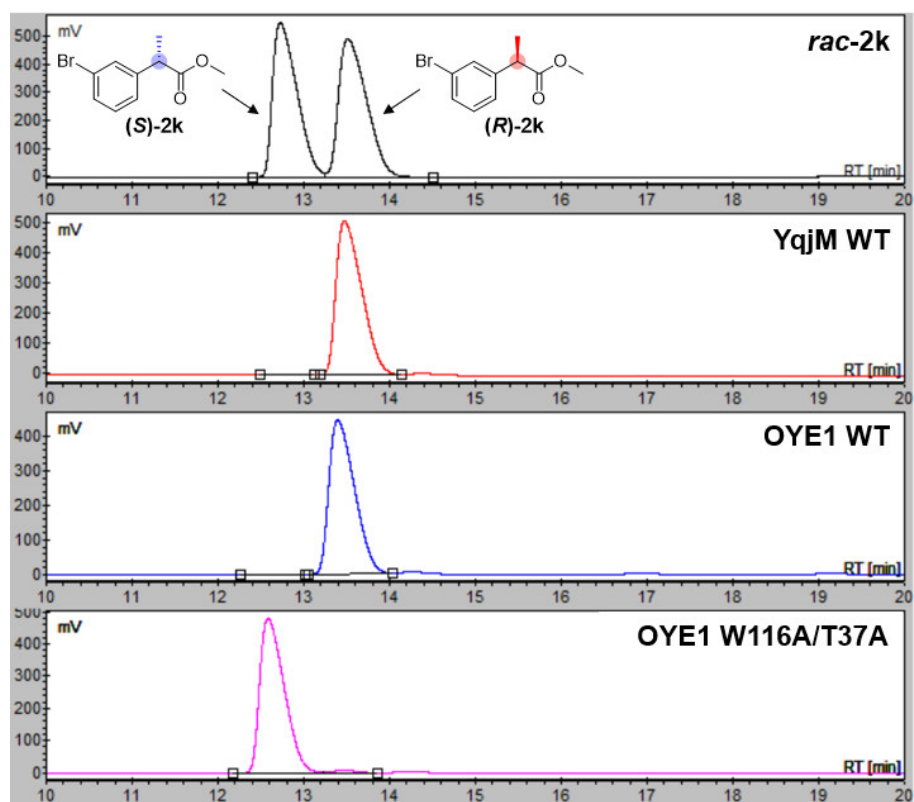 mV
rac-2k
500
400
300
200
100
0
Br
O
O
(S)-2k
Br
O
O
(R)-2k
RT [min]
10 11 12 13 14 15 16 17 18 19 20
mV
YqjM WT
500
400
300
200
100
0
RT [min]
10 11 12 13 14 15 16 17 18 19 20
mV
OYE1 WT
400
300
200
100
0
RT [min]
10 11 12 13 14 15 16 17 18 19 20
500
mV
OYE1 W116A/T37A
400
300
200
100
0
RT [min]
10 11 12 13 14 15 16 17 18 19 20